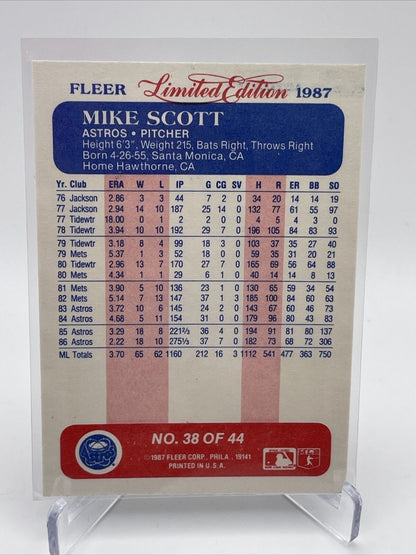 FLEER Limited Edition 1987
MIKE SCOTT
ASTROS • PITCHER
Height 6'3", Weight 215, Bats Right, Throws Right
Born 4-26-55, Santa Monica, CA
Home Hawthorne, CA
Yr. Club ERA W L IP G CG SV H R ER BB SO
76 Jackson 2.86 3 3 44 7 2 0 34 20 14 14 19
77 Jackson 2.94 14 10 187 25 14 0 132 77 61 55 97
77 Tidewtr 18.00 0 1 2 2 0 0 4 5 4 3 0
78 Tidewtr 3.94 10 10 192 29 7 0 196 105 84 83 93
79 Tidewtr 3.18 8 4 99 18 3 0 103 37 35 27 40
79 Mets 5.37 1 3 52 18 0 0 59 35 31 20 21
80 Tidewtr 2.96 13 7 170 27 7 0 165 69 56 64 88
80 Mets 4.34 1 1 29 6 1 0 40 14 14 8 13
81 Mets 3.90 5 10 136 23 1 0 130 65 59 34 54
82 Mets 5.14 7 13 147 37 1 3 185 100 84 60 63
83 Astros 3.72 10 6 145 24 2 0 143 67 60 46 73
84 Astros 4.68 5 11 154 31 0 0 179 96 80 43 83
85 Astros 3.29 18 8 221⅔ 36 4 0 194 91 81 80 137
86 Astros 2.22 18 10 275⅓ 37 7 0 182 73 68 72 306
ML Totals 3.70 65 62 1160 212 16 3 1112 541 477 363 750
NO. 38 OF 44
©1987 FLEER CORP., PHILA. 19141
PRINTED IN U.S.A.